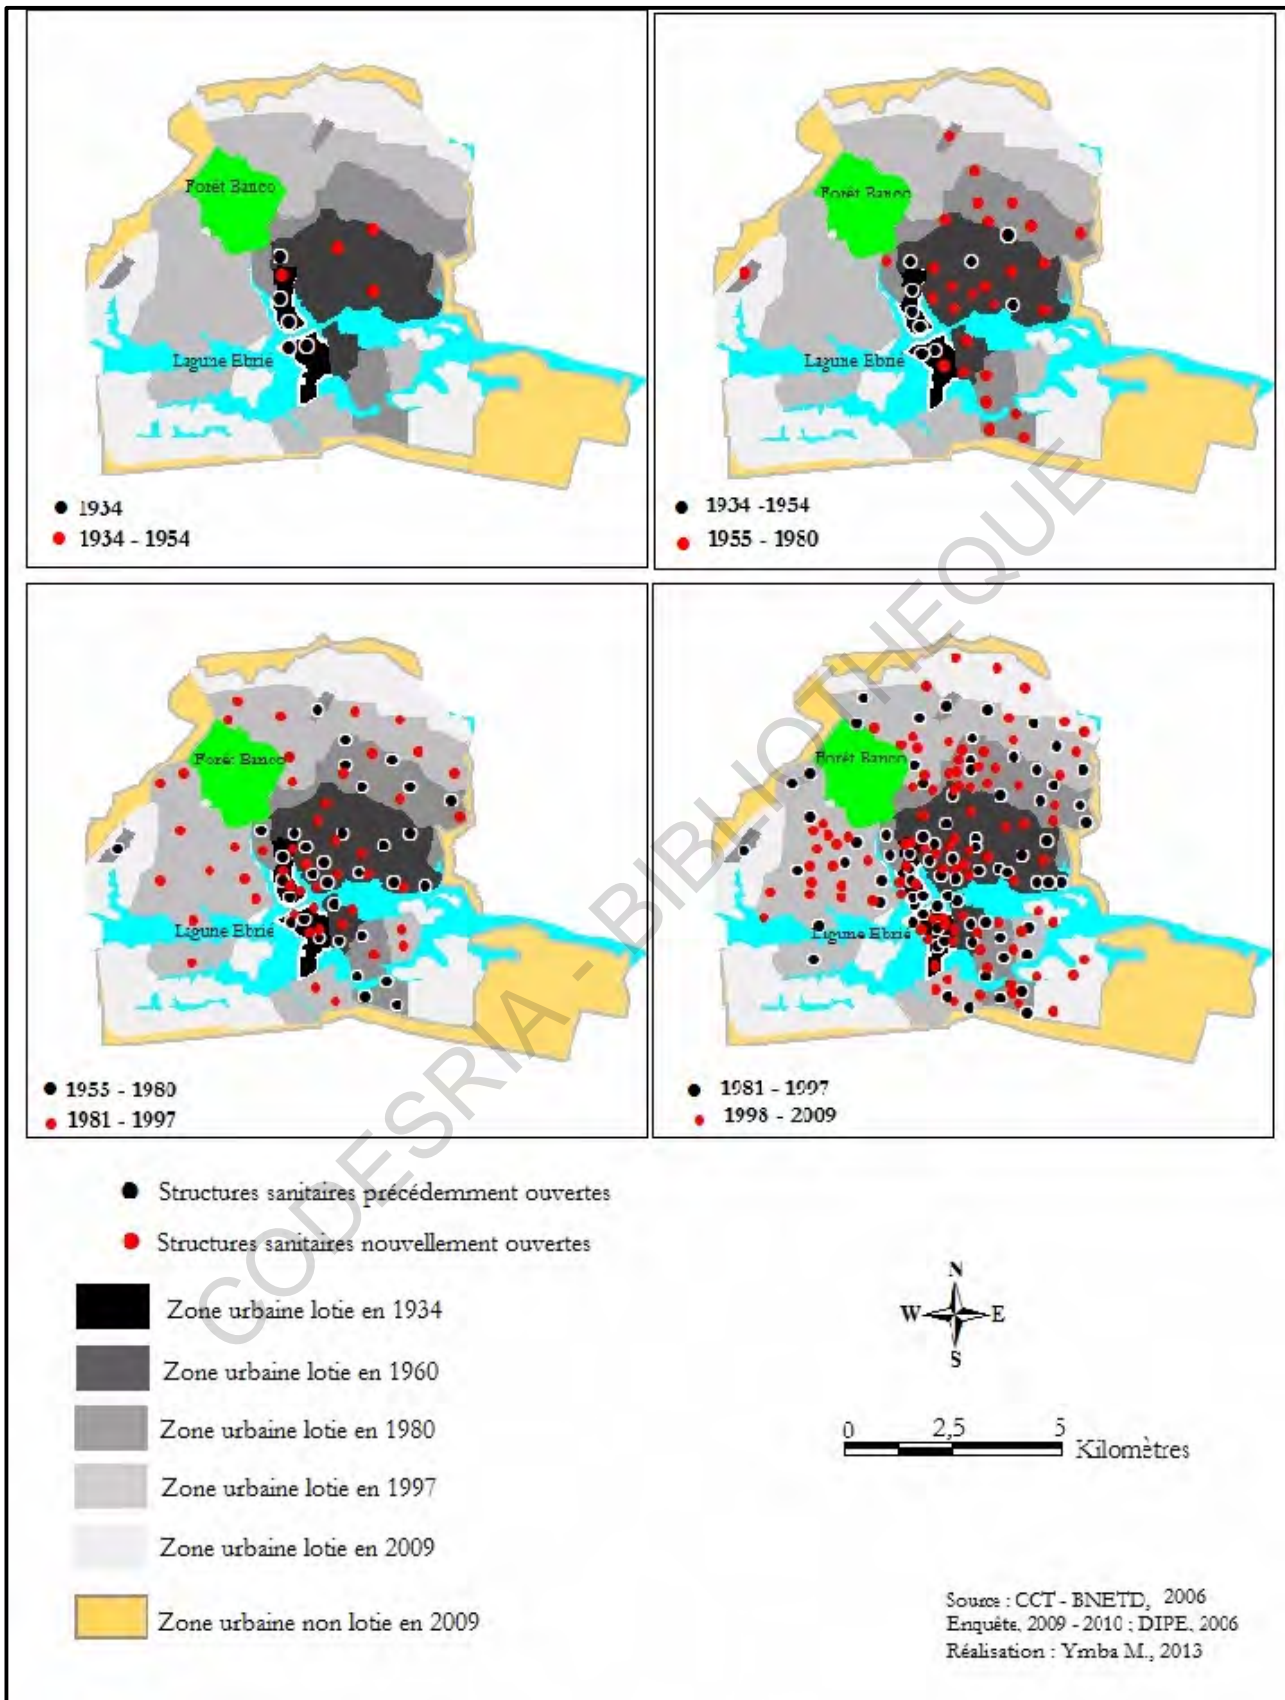 Forêt Banco
Lagune Ebrié
1934
1934 - 1954
Forêt Banco
Lagune Ebrié
1934 -1954
1955 - 1980
Forêt Banco
Lagune Ebrié
1955 - 1980
1981 - 1997
Forêt Banco
Lagune Ebrié
1981 - 1997
1998 - 2009
CODESRIA - BIBLIOTHEQUE
Structures sanitaires précédemment ouvertes
Structures sanitaires nouvellement ouvertes
Zone urbaine lotie en 1934
Zone urbaine lotie en 1960
Zone urbaine lotie en 1980
Zone urbaine lotie en 1997
Zone urbaine lotie en 2009
Zone urbaine non lotie en 2009
N
W E
S
0 2,5 5
Kilomètres
Source : CCT - BNETD, 2006
Enquête, 2009 - 2010 ; DIPE, 2006
Réalisation : Ymba M., 2013